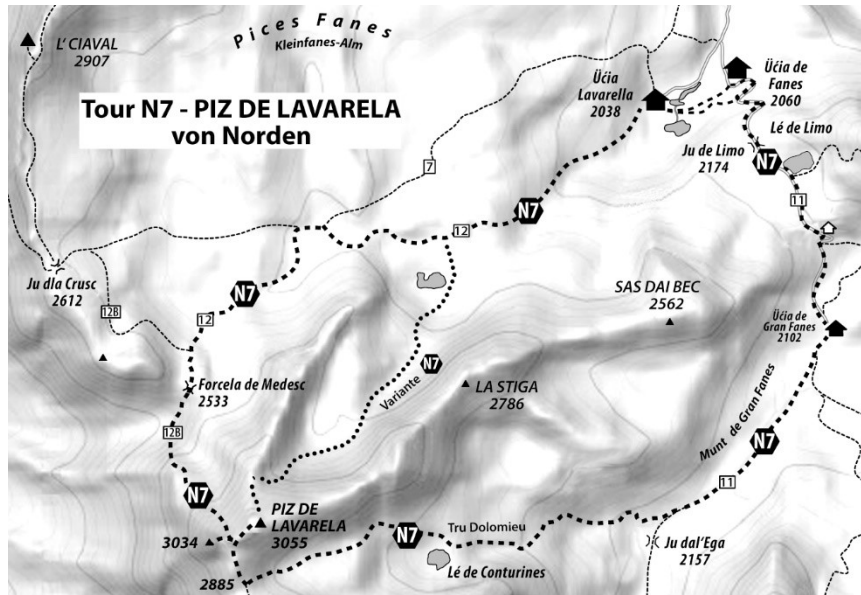 Pices Fanes
Kleinfanes-Alm
L'CIAVAL
2907
Tour N7 - PIZ DE LAVARELA
von Norden
Üćia
Lavarella
2038
Üćia de
Fanes
2060
Lé de Limo
Ju de Limo
2174
N7
7
11
12
N7
Ju dla Crusc
2612
12B
N7
12
SAS DAI BEC
2562
Üćia de
Gran Fanes
2102
Forcela de Medesc
2533
Variante
N7
LA STIGA
2786
12B
Munt de Gran Fanes
N7
11
N7
PIZ DE
LAVARELA
3055
3034
N7
Tru Dolomieu
Lé de Conturines
Ju dal'Ega
2157
2885